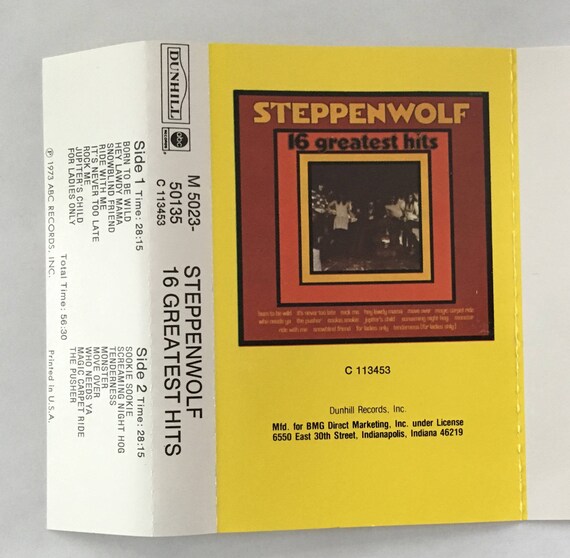 Side 1 Time: 28:15
BORN TO BE WILD
HEY LAWDY MAMA
SNOWBLIND FRIEND
RIDE WITH ME
IT'S NEVER TOO LATE
ROCK ME
JUPITER'S CHILD
FOR LADIES ONLY
℗ 1973 ABC RECORDS, INC.
Total Time: 56:30
Side 2 Time: 28:15
SOOKIE SOOKIE
SCREAMING NIGHT HOG
TENDERNESS
MONSTER
MOVE OVER
WHO NEEDS YA
MAGIC CARPET RIDE
THE PUSHER
Printed in U.S.A.
DUNHILL
abc
RECORDS
M 5023-
50135
C 113453
STEPPENWOLF
16 GREATEST HITS
STEPPENWOLF
16 greatest hits
born to be wild it's never too late rock me hey lawdy mama move over magic carpet ride
who needs ya the pusher sookie sookie jupiter's child screaming night hog monster
ride with me snowblind friend for ladies only tenderness (for ladies only)
C 113453
Dunhill Records, Inc.
Mfd. for BMG Direct Marketing, Inc. under License
6550 East 30th Street, Indianapolis, Indiana 46219